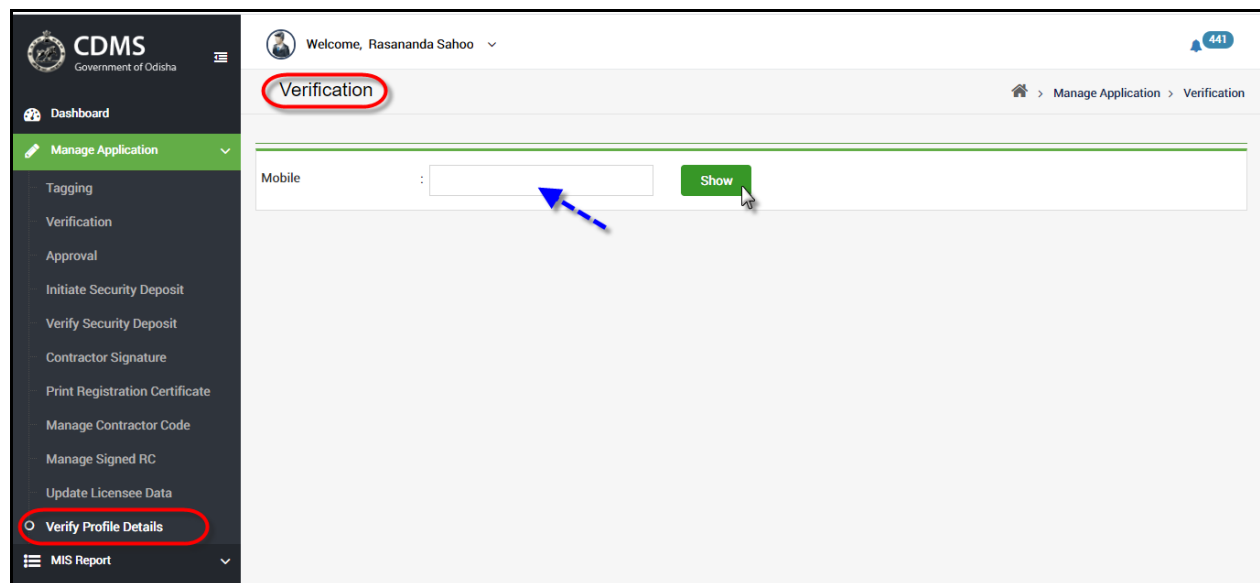 CDMS
Government of Odisha
Welcome, Rasananda Sahoo
441
Verification
Manage Application > Verification
Dashboard
Manage Application
Tagging
Verification
Approval
Initiate Security Deposit
Verify Security Deposit
Contractor Signature
Print Registration Certificate
Manage Contractor Code
Manage Signed RC
Update Licensee Data
Verify Profile Details
MIS Report
Mobile :
Show